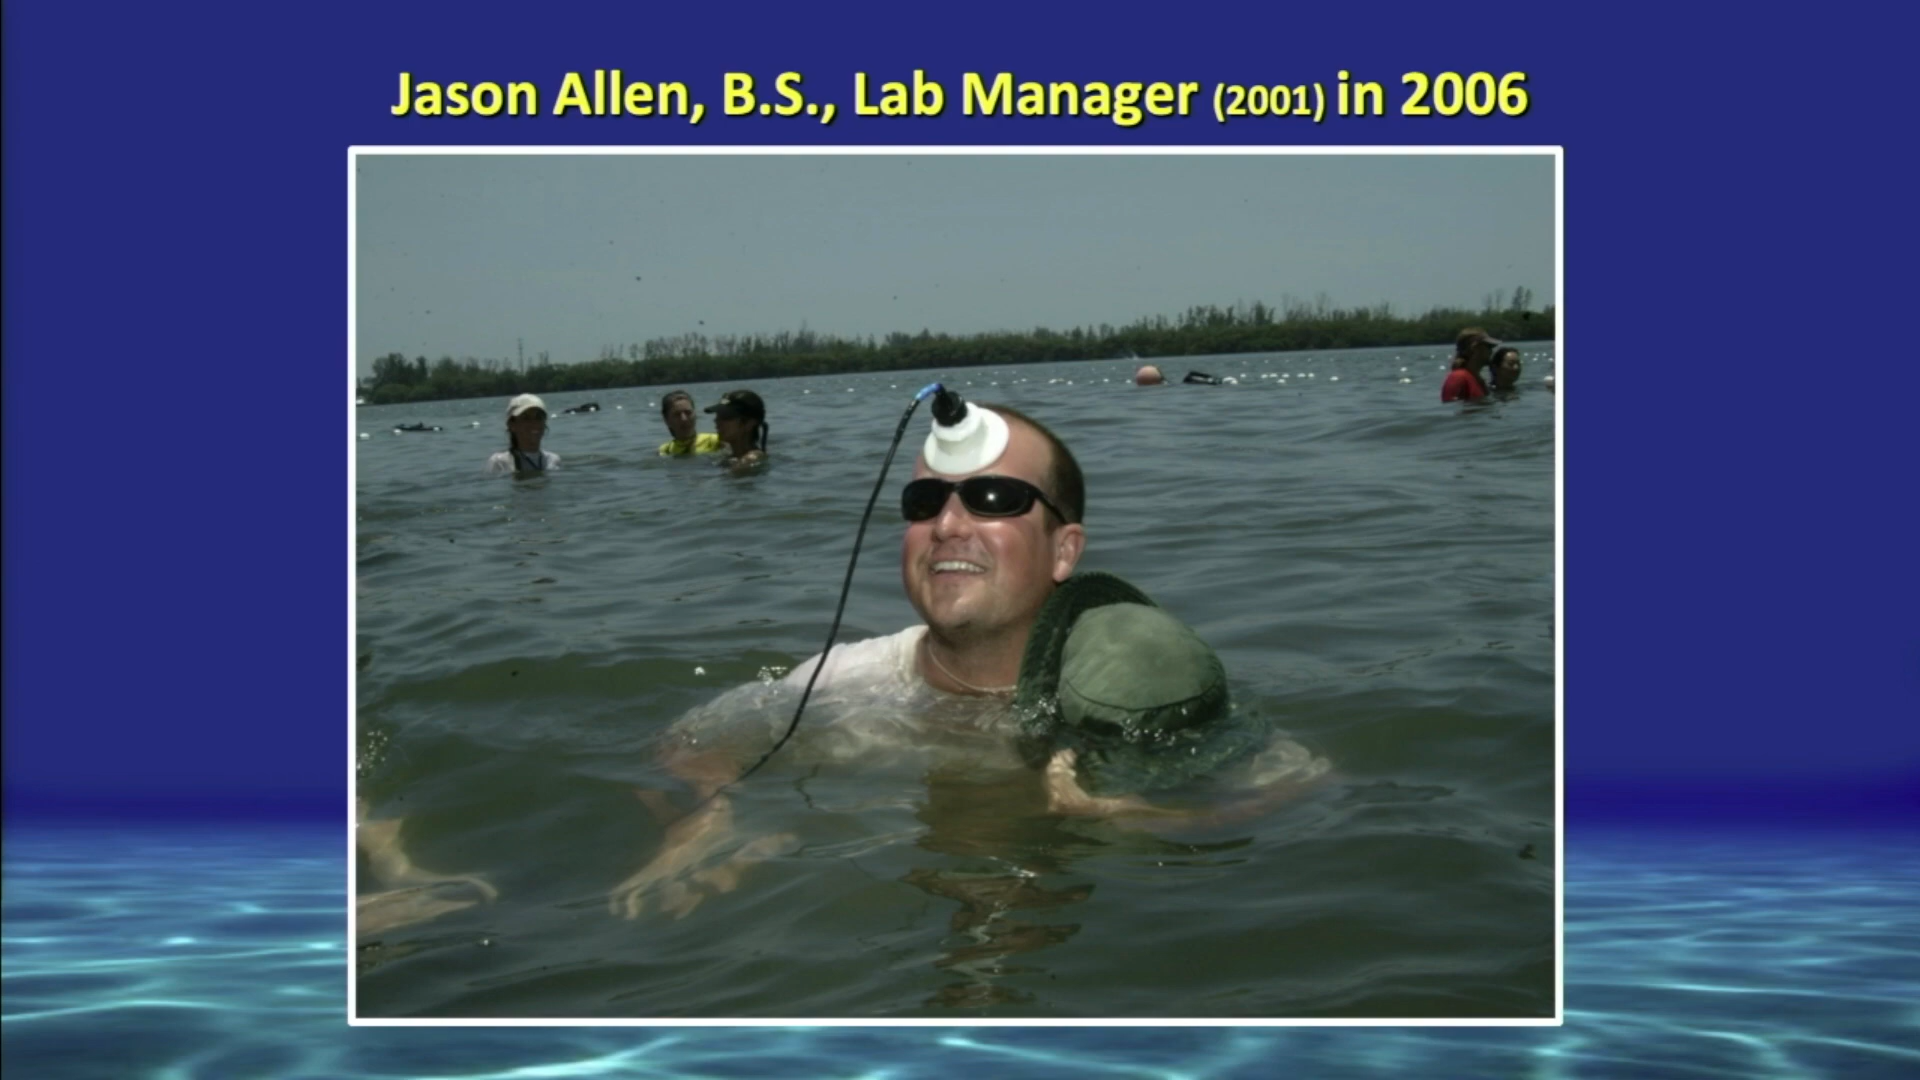 Jason Allen, B.S., Lab Manager (2001) in 2006